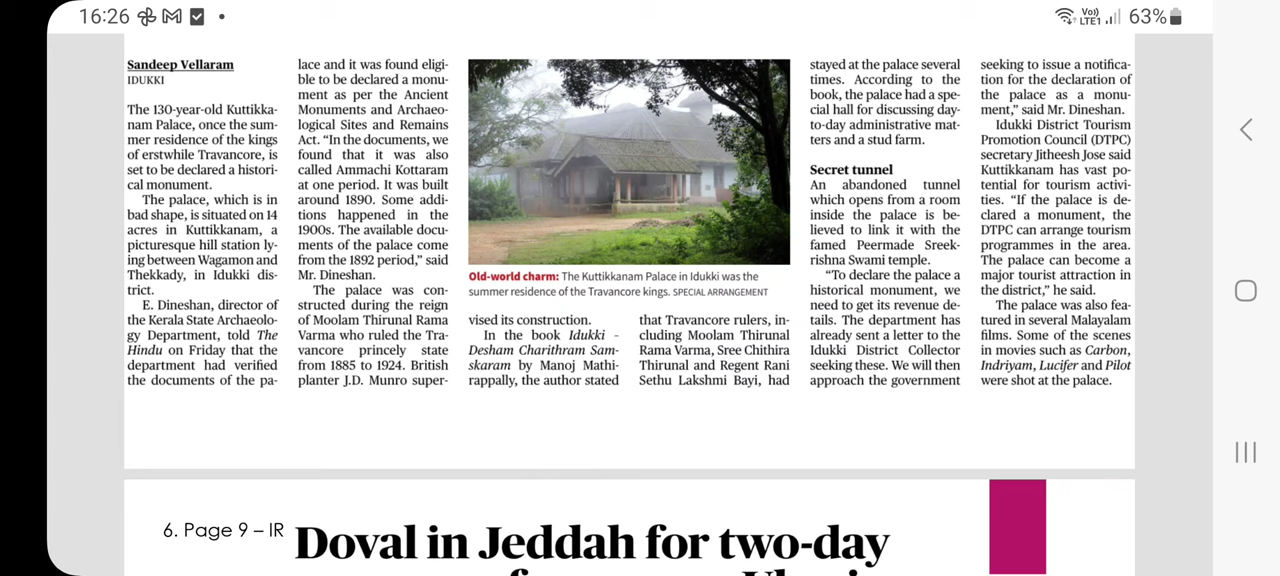 16:26
Vo))
LTE1
63%
Sandeep Vellaram
IDUKKI
The 130-year-old Kuttikka-
nam Palace, once the sum-
mer residence of the kings
of erstwhile Travancore, is
set to be declared a histori-
cal monument.
The palace, which is in
bad shape, is situated on 14
acres in Kuttikkanam, a
picturesque hill station ly-
ing between Wagamon and
Thekkady, in Idukki dis-
trict.
E. Dineshan, director of
the Kerala State Archaeolo-
gy Department, told The
Hindu on Friday that the
department had verified
the documents of the pa-
lace and it was found eligi-
ble to be declared a monu-
ment as per the Ancient
Monuments and Archaeo-
logical Sites and Remains
Act. “In the documents, we
found that it was also
called Ammachi Kottaram
at one period. It was built
around 1890. Some addi-
tions happened in the
1900s. The available docu-
ments of the palace come
from the 1892 period,” said
Mr. Dineshan.
The palace was con-
structed during the reign
of Moolam Thirunal Rama
Varma who ruled the Tra-
vancore princely state
from 1885 to 1924. British
planter J.D. Munro super-
Old-world charm: The Kuttikkanam Palace in Idukki was the
summer residence of the Travancore kings. SPECIAL ARRANGEMENT
vised its construction.
In the book Idukki -
Desham Charithram Sam-
skaram by Manoj Mathi-
rappally, the author stated
that Travancore rulers, in-
cluding Moolam Thirunal
Rama Varma, Sree Chithira
Thirunal and Regent Rani
Sethu Lakshmi Bayi, had
stayed at the palace several
times. According to the
book, the palace had a spe-
cial hall for discussing day-
to-day administrative mat-
ters and a stud farm.
Secret tunnel
An abandoned tunnel
which opens from a room
inside the palace is be-
lieved to link it with the
famed Peermade Sreek-
rishna Swami temple.
“To declare the palace a
historical monument, we
need to get its revenue de-
tails. The department has
already sent a letter to the
Idukki District Collector
seeking these. We will then
approach the government
seeking to issue a notifica-
tion for the declaration of
the palace as a monu-
ment,” said Mr. Dineshan.
Idukki District Tourism
Promotion Council (DTPC)
secretary Jitheesh Jose said
Kuttikkanam has vast po-
tential for tourism activi-
ties. “If the palace is de-
clared a monument, the
DTPC can arrange tourism
programmes in the area.
The palace can become a
major tourist attraction in
the district,” he said.
The palace was also fea-
tured in several Malayalam
films. Some of the scenes
in movies such as Carbon,
Indriyam, Lucifer and Pilot
were shot at the palace.
6. Page 9 – IR
Doval in Jeddah for two-day